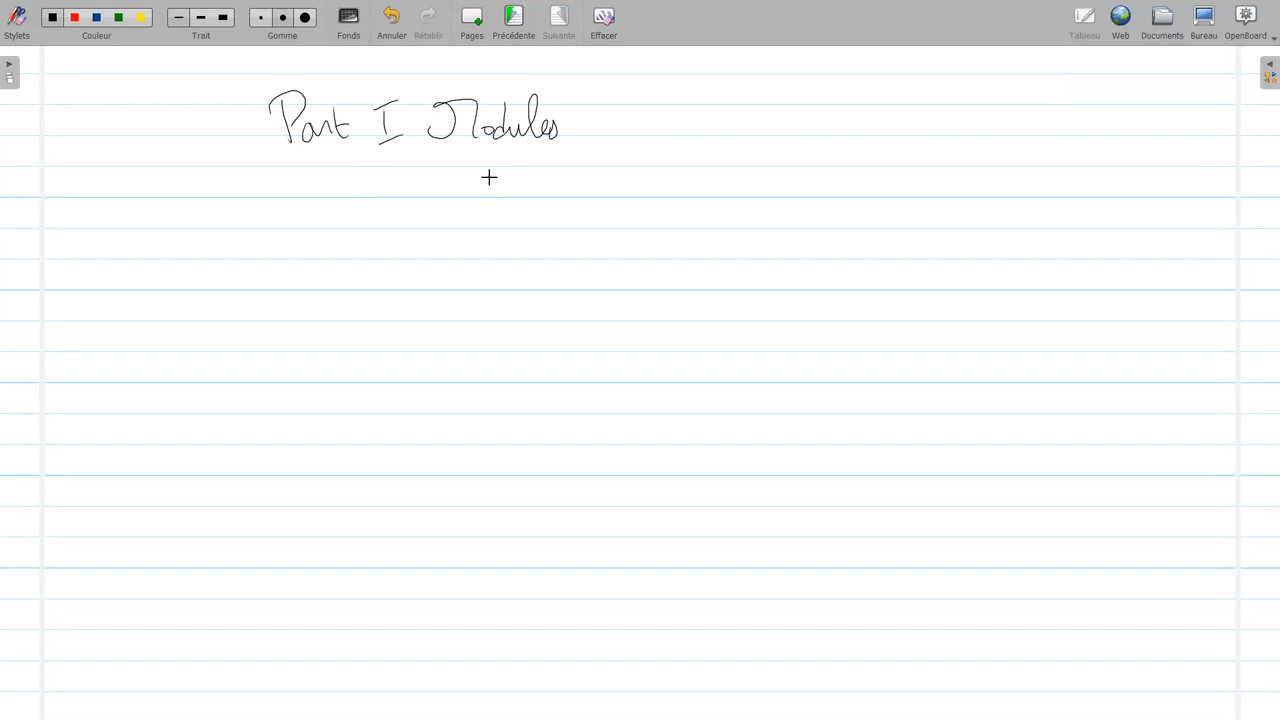 Stylets
Couleur
Trait
Gomme
Fonds
Annuler
Rétablir
Pages
Précédente
Suivante
Effacer
Tableau
Web
Documents
Bureau
OpenBoard
Part I Modules